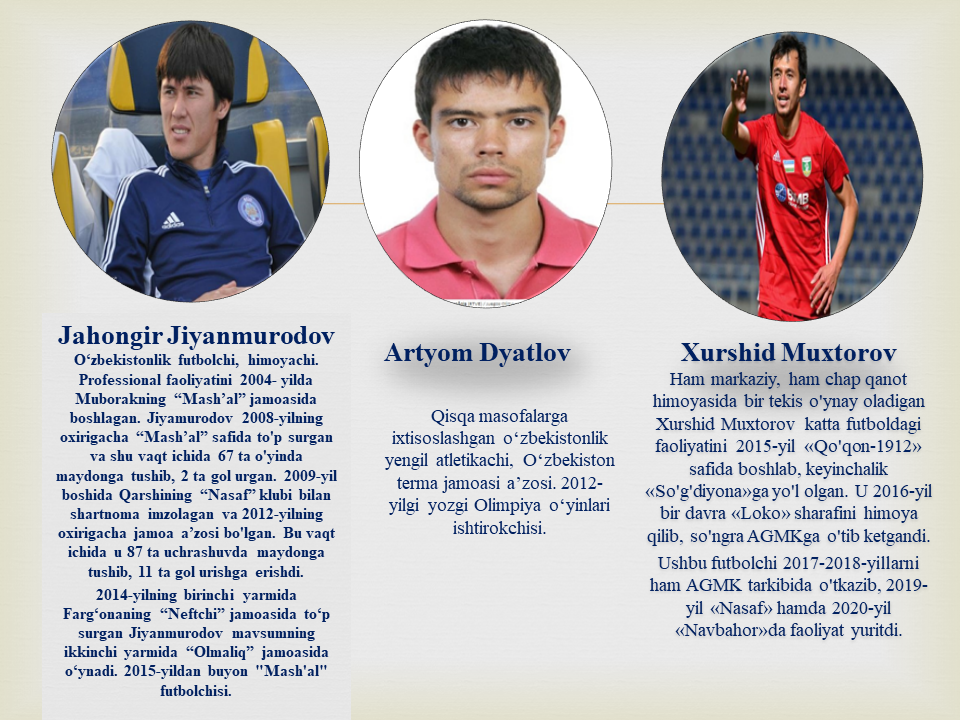 Jahongir Jiyanmurodov
O‘zbekistonlik futbolchi, himoyachi.
Professional faoliyatini 2004- yilda
Muborakning “Mash’al” jamoasida
boshlagan. Jiyamurodov 2008-yilning
oxirigacha “Mash’al” safida to'p surgan
va shu vaqt ichida 67 ta o'yinda
maydonga tushib, 2 ta gol urgan. 2009-yil
boshida Qarshining “Nasaf” klubi bilan
shartnoma imzolagan va 2012-yilning
oxirigacha jamoa a’zosi bo'lgan. Bu vaqt
ichida u 87 ta uchrashuvda maydonga
tushib, 11 ta gol urishga erishdi.
2014-yilning birinchi yarmida
Farg‘onaning “Neftchi” jamoasida to‘p
surgan Jiyanmurodov mavsumning
ikkinchi yarmida “Olmaliq” jamoasida
o‘ynadi. 2015-yildan buyon "Mash'al"
futbolchisi.
Artyom Dyatlov
Qisqa masofalarga
ixtisoslashgan o‘zbekistonlik
yengil atletikachi, O‘zbekiston
terma jamoasi a’zosi. 2012-
yilgi yozgi Olimpiya o‘yinlari
ishtirokchisi.
Xurshid Muxtorov
Ham markaziy, ham chap qanot
himoyasida bir tekis o'ynay oladigan
Xurshid Muxtorov katta futboldagi
faoliyatini 2015-yil «Qo'qon-1912»
safida boshlab, keyinchalik
«So'g'diyona»ga yo'l olgan. U 2016-yil
bir davra «Loko» sharafini himoya
qilib, so'ngra AGMKga o'tib ketgandi.
Ushbu futbolchi 2017-2018-yillarni
ham AGMK tarkibida o'tkazib, 2019-
yil «Nasaf» hamda 2020-yil
«Navbahor»da faoliyat yuritdi.
adidas